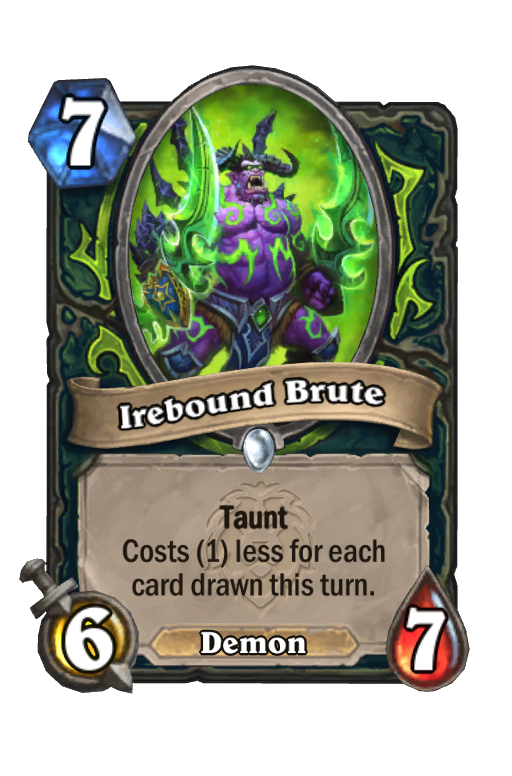 7
Irebound Brute
Taunt
Costs (1) less for each
card drawn this turn.
6
Demon
7